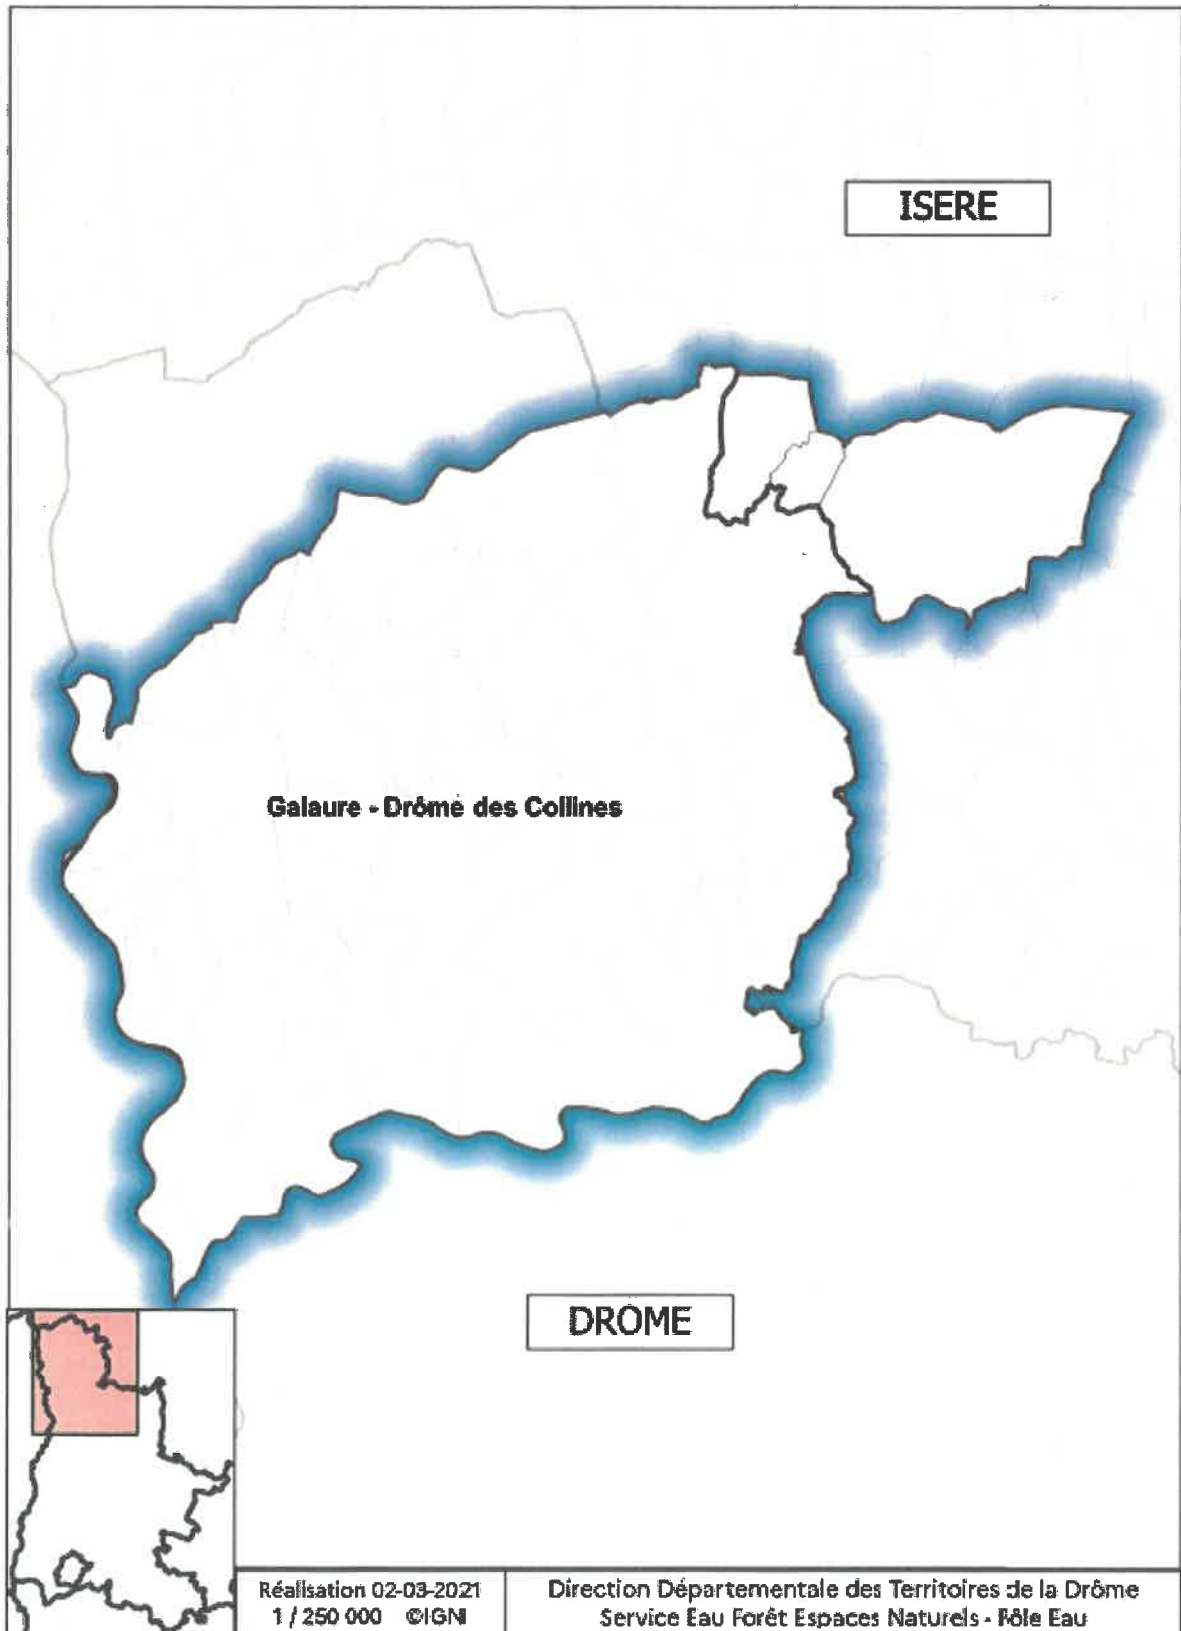 ISERE
Galaure - Drôme des Collines
DRÔME
Réalisation 02-03-2021
1 / 250 000 ©IGN
Direction Départementale des Territoires de la Drôme
Service Eau Forêt Espaces Naturels - Pôle Eau